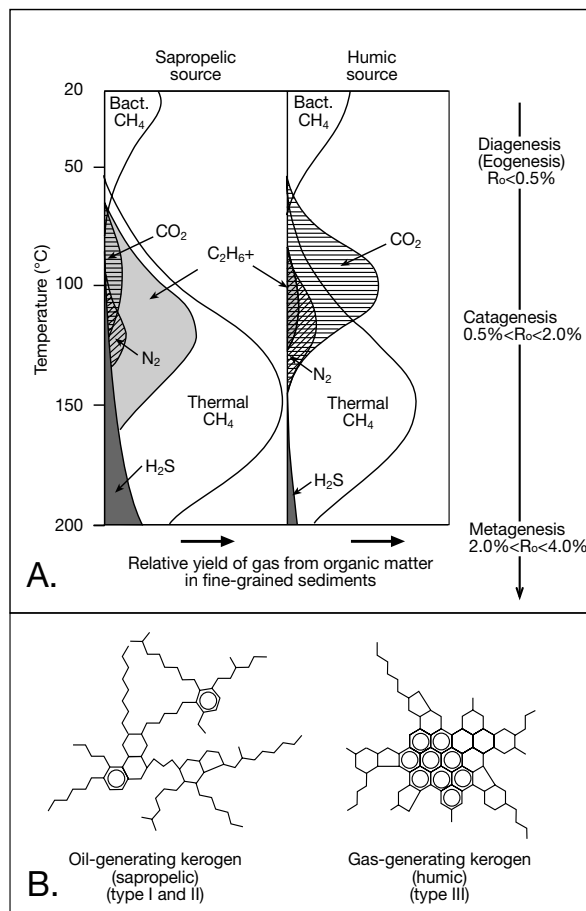 Sapropelic
source
Humic
source
20
50
100
150
200
Temperature (°C)
Bact.
CH₄
Bact.
CH₄
CO₂
C₂H₆+
CO₂
N₂
N₂
Thermal
CH₄
Thermal
CH₄
H₂S
H₂S
Diagenesis
(Eogenesis)
Rₒ<0.5%
Catagenesis
0.5%<Rₒ<2.0%
Metagenesis
2.0%<Rₒ<4.0%
A.
Relative yield of gas from organic matter
in fine-grained sediments
Oil-generating kerogen
(sapropelic)
(type I and II)
Gas-generating kerogen
(humic)
(type III)
B.